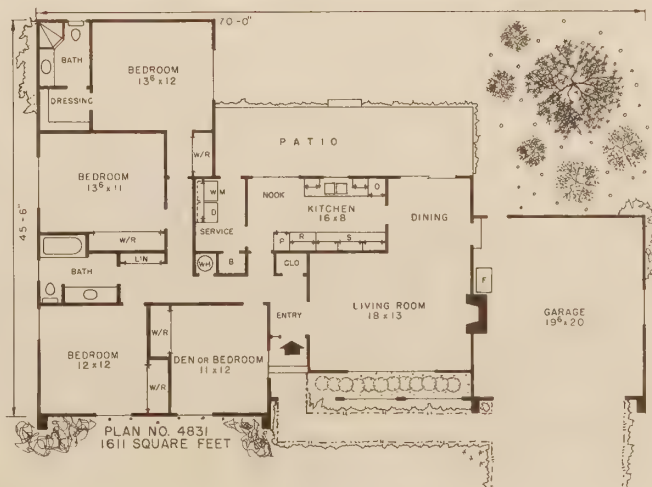 70'-0"
BATH
BEDROOM
13⁶ x 12
DRESSING
PATIO
W/R
BEDROOM
13⁶ x 11
W M
D
NOOK
O
KITCHEN
16 x 8
DINING
SERVICE
45'-6"
W/R
P
R
S
LIN
BATH
WH
B
CLO
F
ENTRY
LIVING ROOM
18 x 13
GARAGE
19⁶ x 20
W/R
BEDROOM
12 x 12
DEN OR BEDROOM
11 x 12
W/R
PLAN NO. 4831
1611 SQUARE FEET